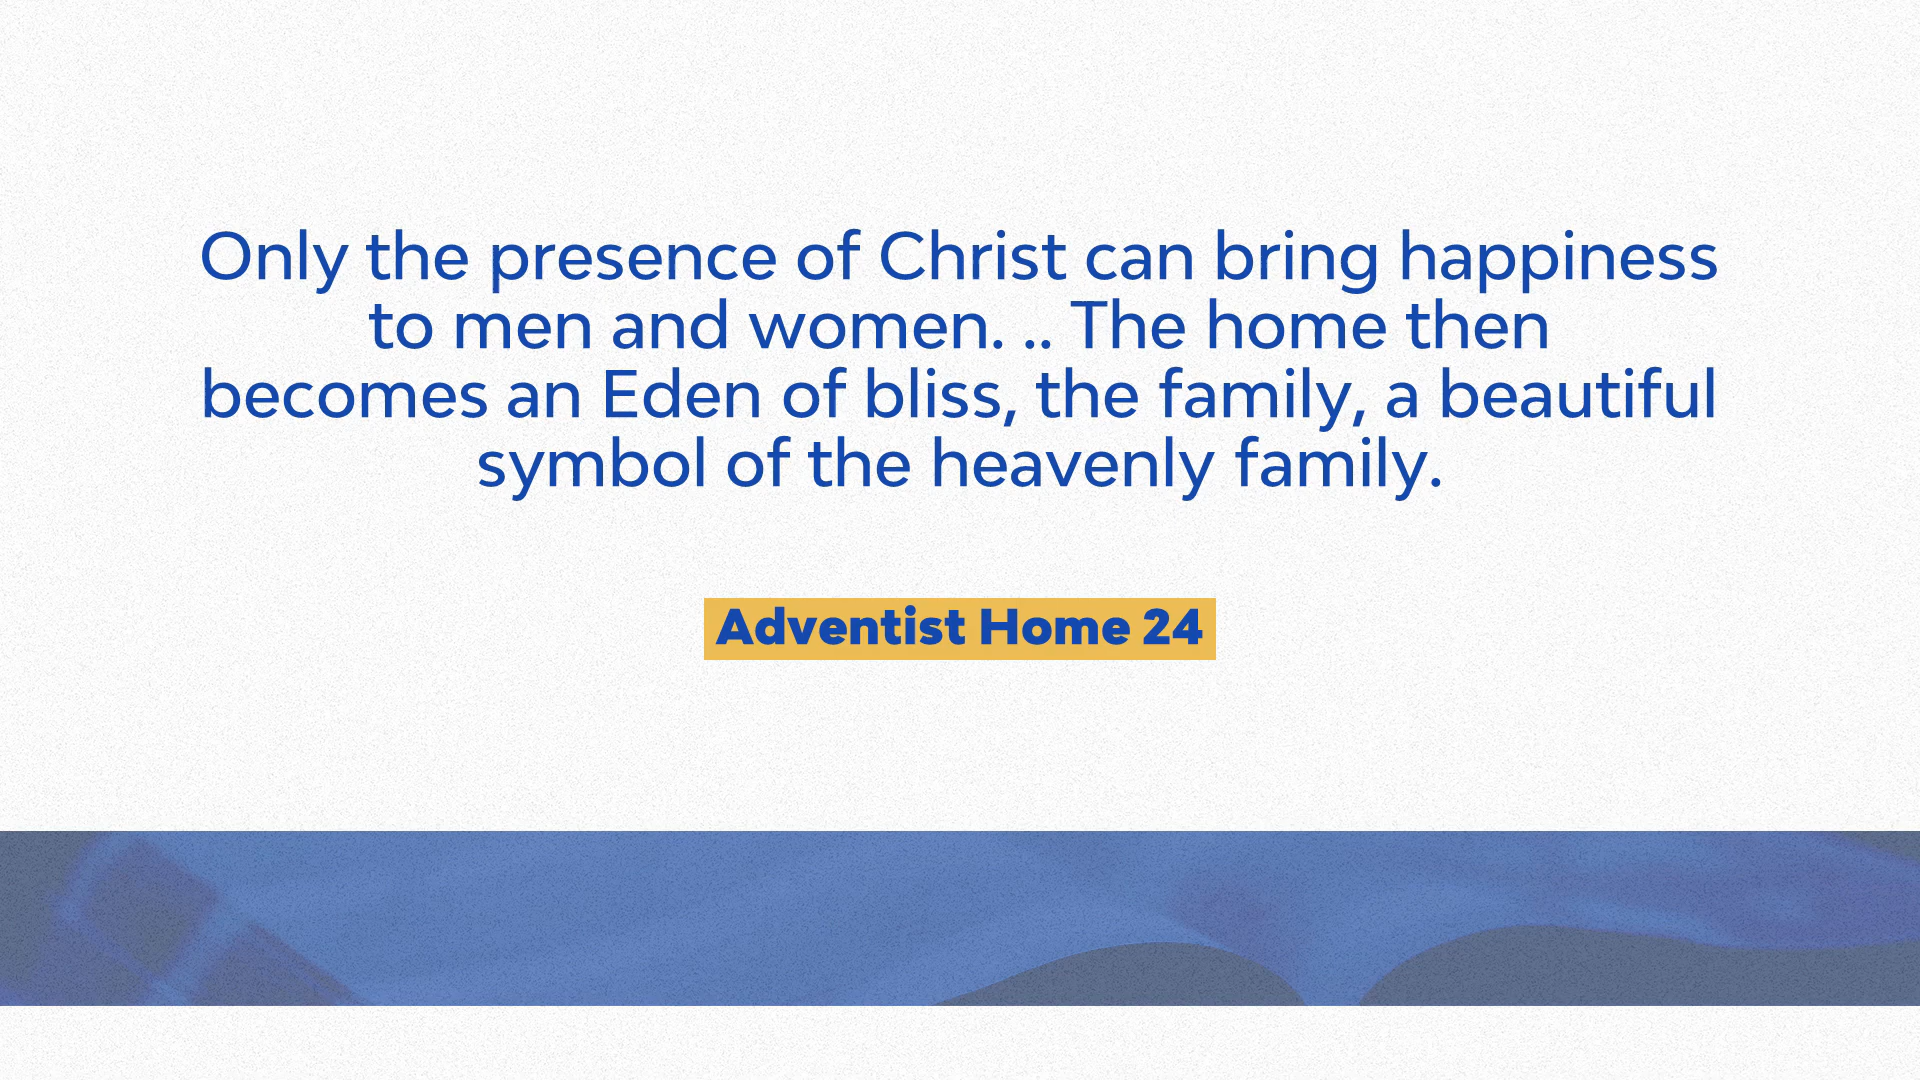 Only the presence of Christ can bring happiness
to men and women. .. The home then
becomes an Eden of bliss, the family, a beautiful
symbol of the heavenly family.
Adventist Home 24